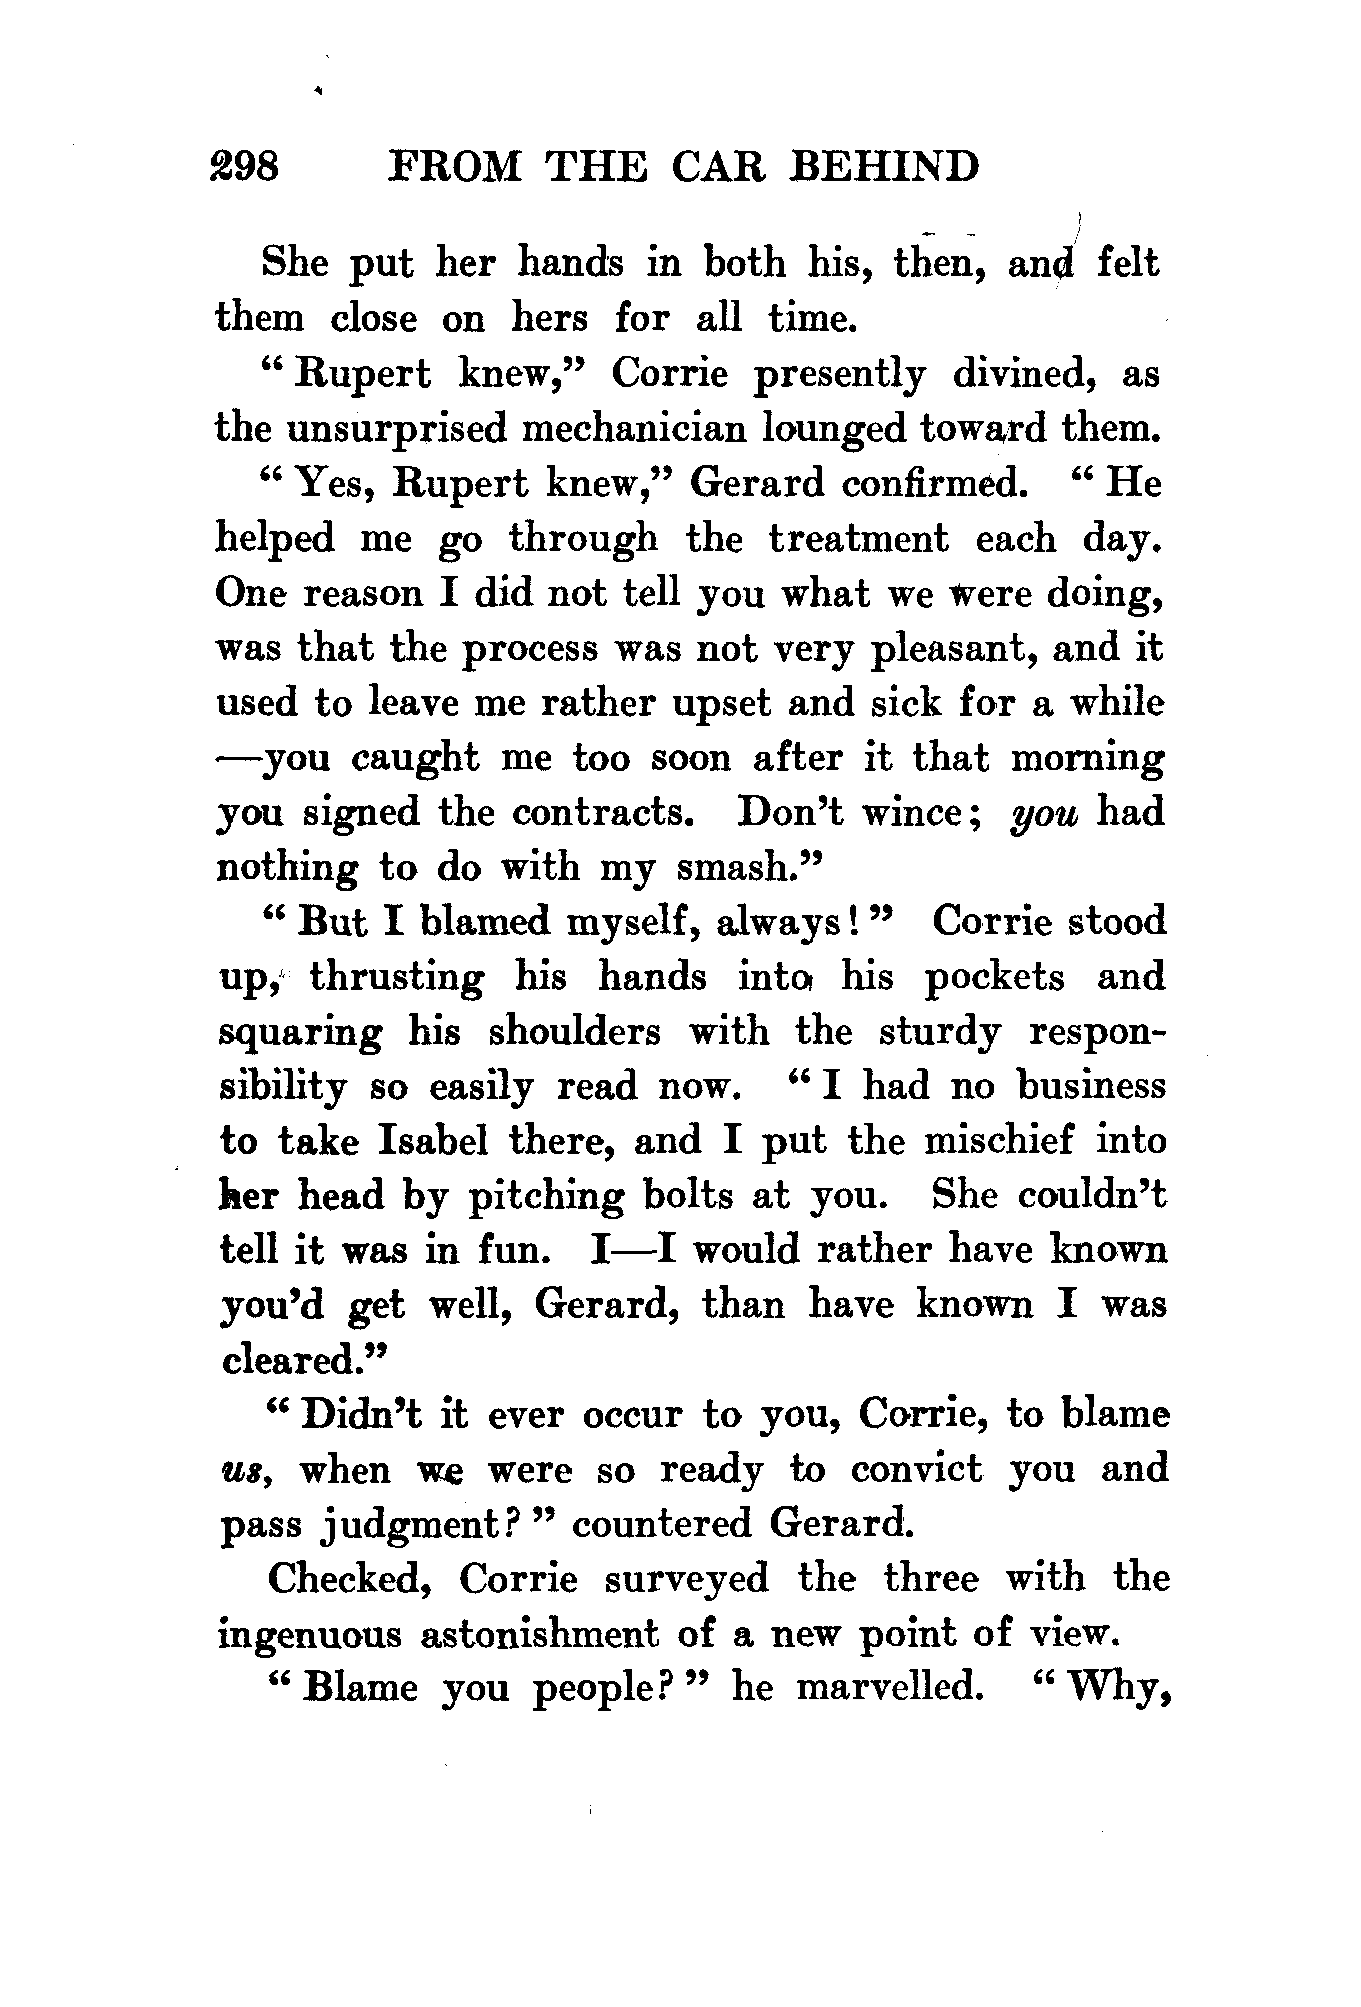 298 FROM THE CAR BEHIND
She put her hands in both his, then, and felt
them close on hers for all time.
“Rupert knew,” Corrie presently divined, as
the unsurprised mechanician lounged toward them.
“Yes, Rupert knew,” Gerard confirmed. “He
helped me go through the treatment each day.
One reason I did not tell you what we were doing,
was that the process was not very pleasant, and it
used to leave me rather upset and sick for a while
—you caught me too soon after it that morning
you signed the contracts. Don’t wince; you had
nothing to do with my smash.”
“But I blamed myself, always!” Corrie stood
up, thrusting his hands into his pockets and
squaring his shoulders with the sturdy respon-
sibility so easily read now. “I had no business
to take Isabel there, and I put the mischief into
her head by pitching bolts at you. She couldn’t
tell it was in fun. I—I would rather have known
you’d get well, Gerard, than have known I was
cleared.”
“Didn’t it ever occur to you, Corrie, to blame
us, when we were so ready to convict you and
pass judgment?” countered Gerard.
Checked, Corrie surveyed the three with the
ingenuous astonishment of a new point of view.
“Blame you people?” he marvelled. “Why,